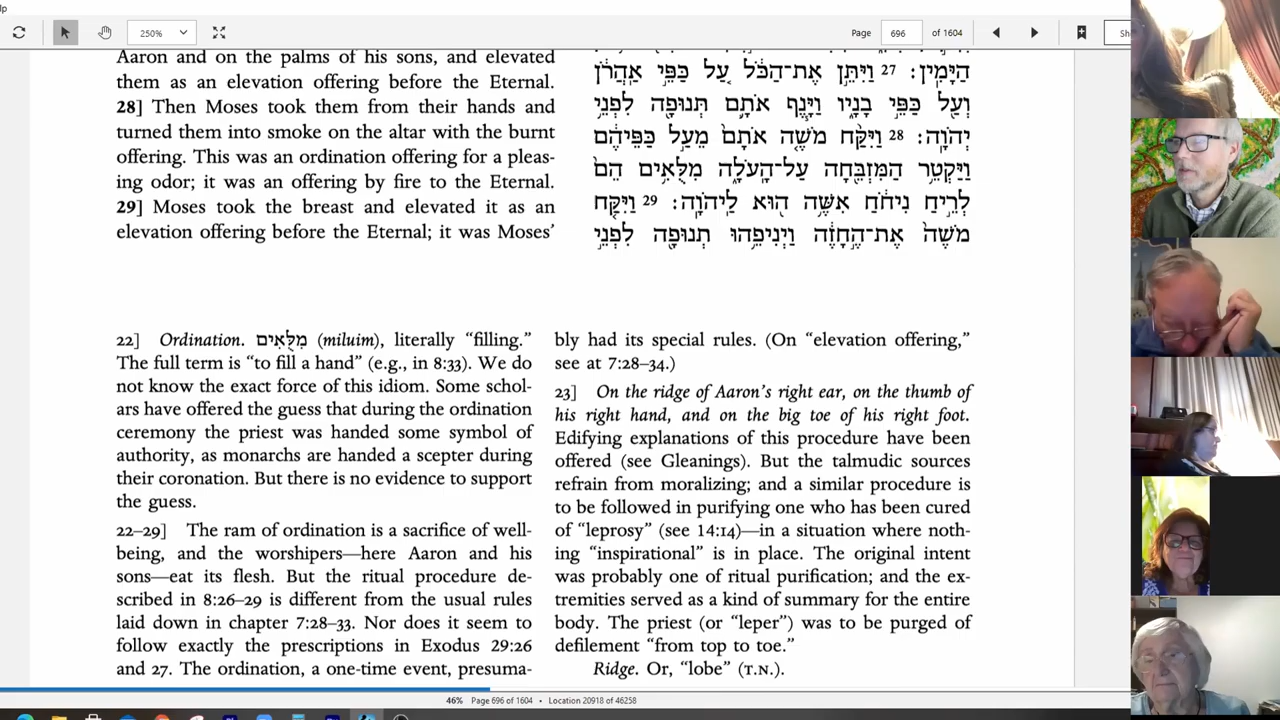 lp
250%
Page 696 of 1604
Aaron and on the palms of his sons, and elevated
them as an elevation offering before the Eternal.
28] Then Moses took them from their hands and
turned them into smoke on the altar with the burnt
offering. This was an ordination offering for a pleas-
ing odor; it was an offering by fire to the Eternal.
29] Moses took the breast and elevated it as an
elevation offering before the Eternal; it was Moses’
הַיָּמִֽין׃ 27 וַיִּתֵּ֣ן אֶת־הַכֹּ֔ל עַ֚ל כַּפֵּ֣י אַהֲרֹ֔ן
וְעַ֖ל כַּפֵּ֣י בָנָ֑יו וַיָּ֧נֶף אֹתָ֛ם תְּנוּפָ֖ה לִפְנֵ֥י
יְהוָֹֽה׃ 28 וַיִּקַּ֨ח מֹשֶׁ֤ה אֹתָם֙ מֵעַ֣ל כַּפֵּיהֶ֔ם
וַיַּקְטֵ֥ר הַמִּזְבֵּ֖חָה עַל־הָעֹלָ֑ה מִלֻּאִ֥ים הֵם֙
לְרֵ֣יחַ נִיחֹ֔חַ אִשֶּׁ֥ה ה֖וּא לַיהוָֹֽה׃ 29 וַיִּקַּ֤ח
מֹשֶׁה֙ אֶת־הֶ֣חָזֶ֔ה וַיְנִיפֵ֥הוּ תְנוּפָ֖ה לִפְנֵ֣י
22] Ordination. מִלֻּאִים (miluim), literally “filling.”
The full term is “to fill a hand” (e.g., in 8:33). We do
not know the exact force of this idiom. Some schol-
ars have offered the guess that during the ordination
ceremony the priest was handed some symbol of
authority, as monarchs are handed a scepter during
their coronation. But there is no evidence to support
the guess.
22–29] The ram of ordination is a sacrifice of well-
being, and the worshipers—here Aaron and his
sons—eat its flesh. But the ritual procedure de-
scribed in 8:26–29 is different from the usual rules
laid down in chapter 7:28–33. Nor does it seem to
follow exactly the prescriptions in Exodus 29:26
and 27. The ordination, a one-time event, presuma-
bly had its special rules. (On “elevation offering,”
see at 7:28–34.)
23] On the ridge of Aaron’s right ear, on the thumb of
his right hand, and on the big toe of his right foot.
Edifying explanations of this procedure have been
offered (see Gleanings). But the talmudic sources
refrain from moralizing; and a similar procedure is
to be followed in purifying one who has been cured
of “leprosy” (see 14:14)—in a situation where noth-
ing “inspirational” is in place. The original intent
was probably one of ritual purification; and the ex-
tremities served as a kind of summary for the entire
body. The priest (or “leper”) was to be purged of
defilement “from top to toe.”
Ridge. Or, “lobe” (T.N.).
46% Page 696 of 1604 • Location 20918 of 46258